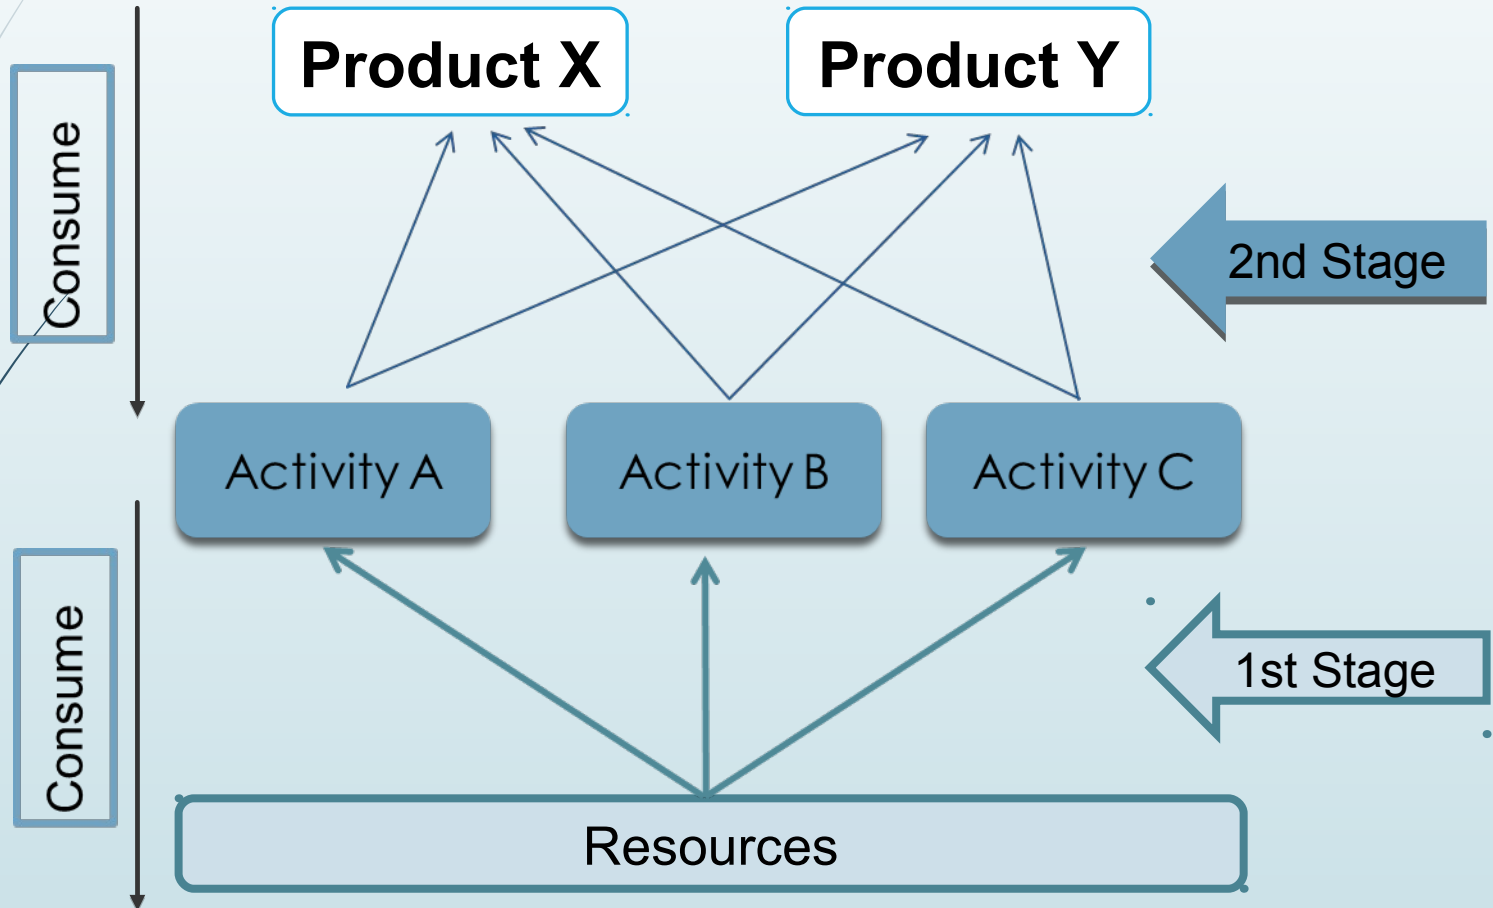 Product X
Product Y
Consume
2nd Stage
Activity A
Activity B
Activity C
Consume
1st Stage
Resources